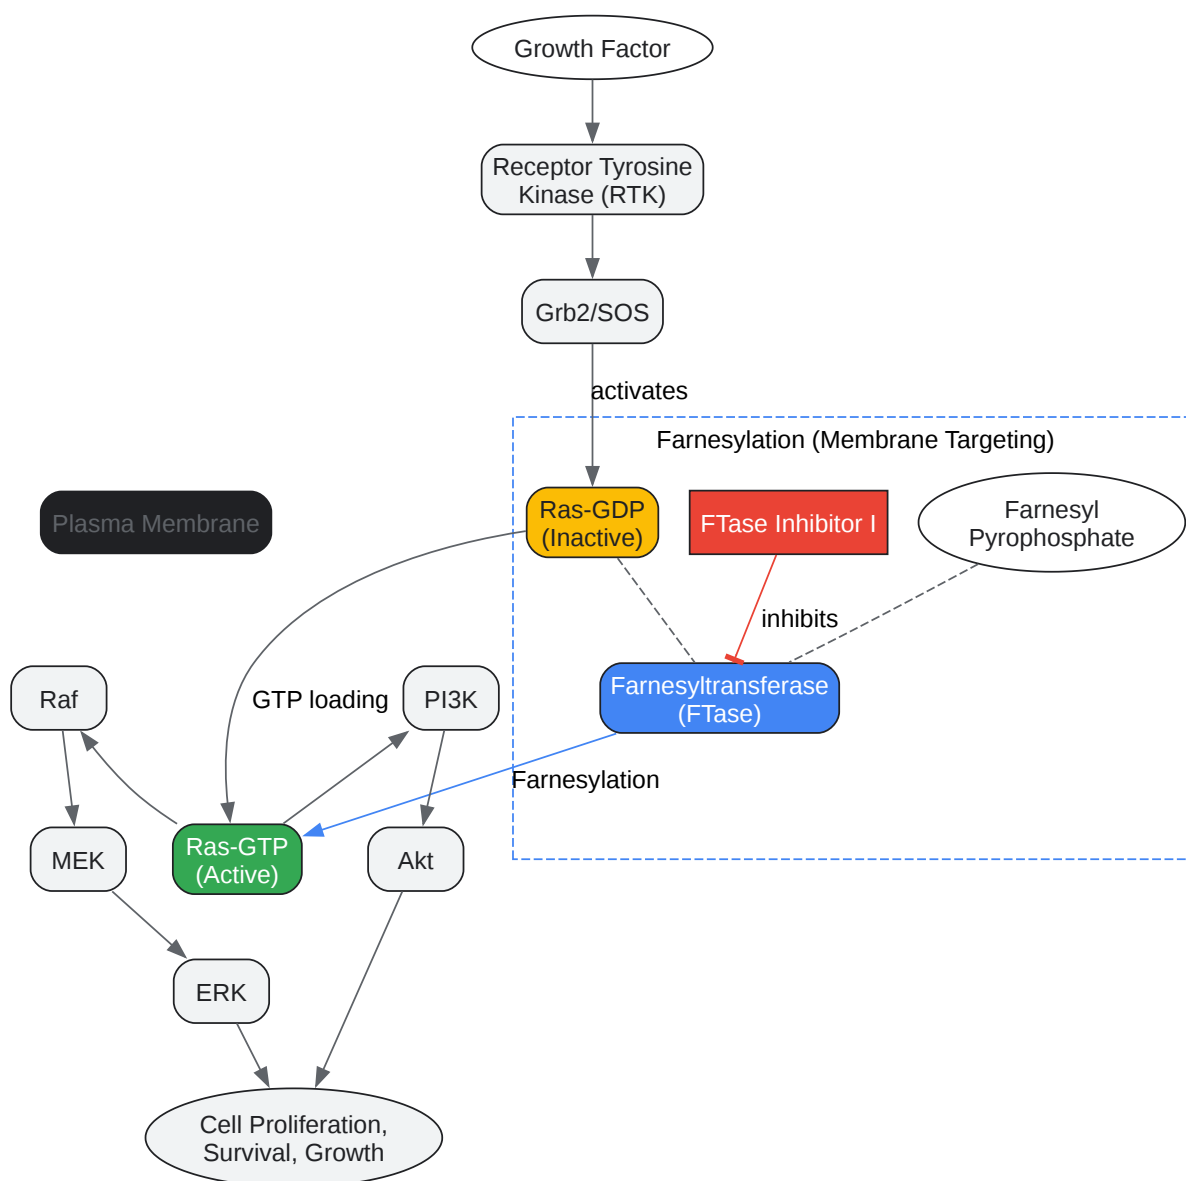 Growth Factor
Receptor Tyrosine
Kinase (RTK)
Grb2/SOS
activates
Farnesylation (Membrane Targeting)
Plasma Membrane
Ras-GDP
(Inactive)
FTase Inhibitor I
Farnesyl
Pyrophosphate
inhibits
Raf
GTP loading
PI3K
Farnesyltransferase
(FTase)
Farnesylation
MEK
Ras-GTP
(Active)
Akt
ERK
Cell Proliferation,
Survival, Growth